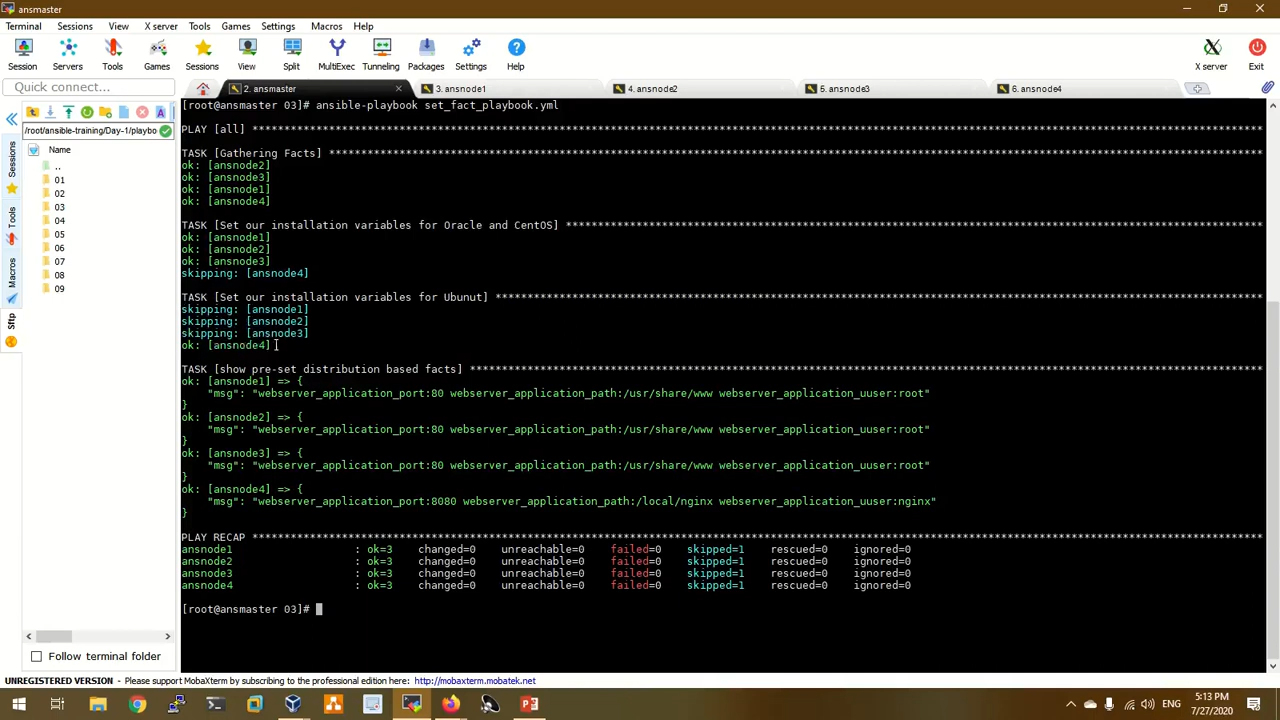 ansmaster
Terminal Sessions View X server Tools Games Settings Macros Help
Session Servers Tools Games Sessions View Split MultiExec Tunneling Packages Settings Help X server Exit
Quick connect...
2. ansmaster 3. ansnode1 4. ansnode2 5. ansnode3 6. ansnode4
/root/ansible-training/Day-1/playbo
Name
..
01
02
03
04
05
06
07
08
09
Sessions
Tools
Macros
Sftp
Follow terminal folder
[root@ansmaster 03]# ansible-playbook set_fact_playbook.yml
PLAY [all] ****************************************************************************************************************************************************
TASK [Gathering Facts] ****************************************************************************************************************************************
ok: [ansnode2]
ok: [ansnode3]
ok: [ansnode1]
ok: [ansnode4]
TASK [Set our installation variables for Oracle and CentOS] ***************************************************************************************************
ok: [ansnode1]
ok: [ansnode2]
ok: [ansnode3]
skipping: [ansnode4]
TASK [Set our installation variables for Ubunut] **************************************************************************************************************
skipping: [ansnode1]
skipping: [ansnode2]
skipping: [ansnode3]
ok: [ansnode4]
TASK [show pre-set distribution based facts] ******************************************************************************************************************
ok: [ansnode1] => {
"msg": "webserver_application_port:80 webserver_application_path:/usr/share/www webserver_application_uuser:root"
}
ok: [ansnode2] => {
"msg": "webserver_application_port:80 webserver_application_path:/usr/share/www webserver_application_uuser:root"
}
ok: [ansnode3] => {
"msg": "webserver_application_port:80 webserver_application_path:/usr/share/www webserver_application_uuser:root"
}
ok: [ansnode4] => {
"msg": "webserver_application_port:8080 webserver_application_path:/local/nginx webserver_application_uuser:nginx"
}
PLAY RECAP ****************************************************************************************************************************************************
ansnode1 : ok=3 changed=0 unreachable=0 failed=0 skipped=1 rescued=0 ignored=0
ansnode2 : ok=3 changed=0 unreachable=0 failed=0 skipped=1 rescued=0 ignored=0
ansnode3 : ok=3 changed=0 unreachable=0 failed=0 skipped=1 rescued=0 ignored=0
ansnode4 : ok=3 changed=0 unreachable=0 failed=0 skipped=1 rescued=0 ignored=0
[root@ansmaster 03]#
UNREGISTERED VERSION - Please support MobaXterm by subscribing to the professional edition here: http://mobaxterm.mobatek.net
5:13 PM
7/27/2020